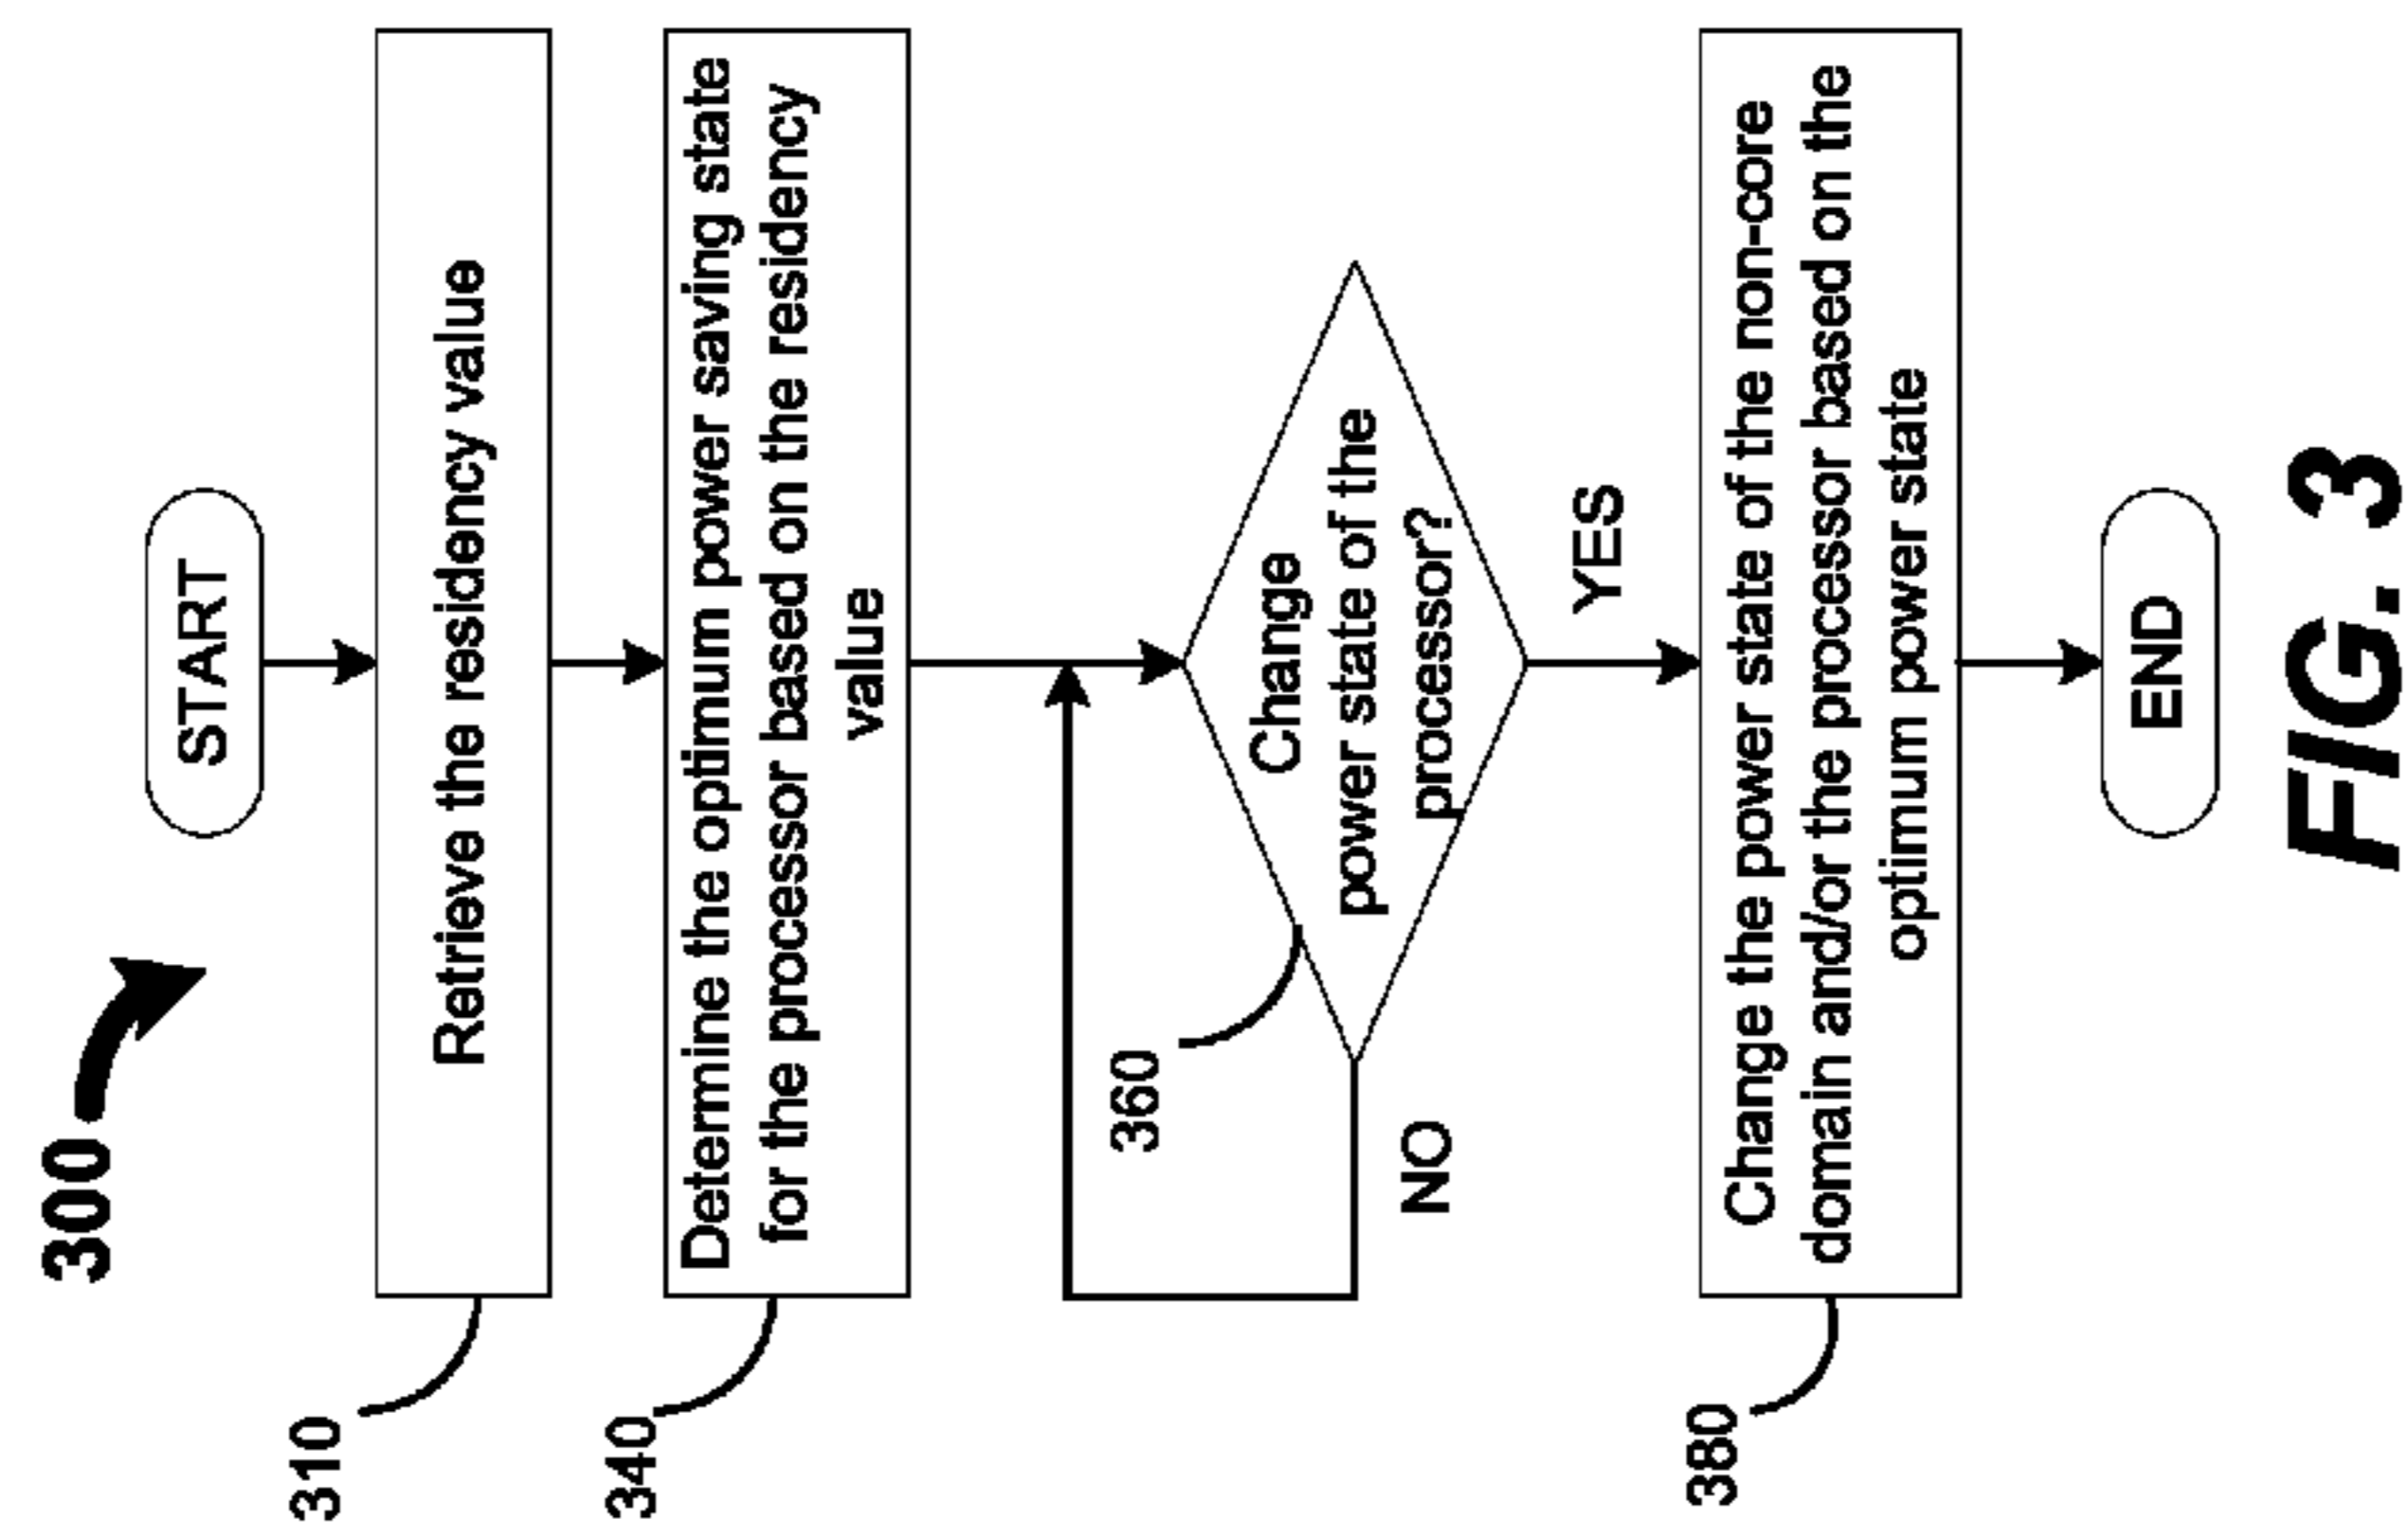 300
START
310
Retrieve the residency value
340
Determine the optimum power saving state
for the processor based on the residency
value
360
Change
power state of the
processor?
NO
YES
380
Change the power state of the non-core
domain and/or the processor based on the
optimum power state
END
FIG. 3